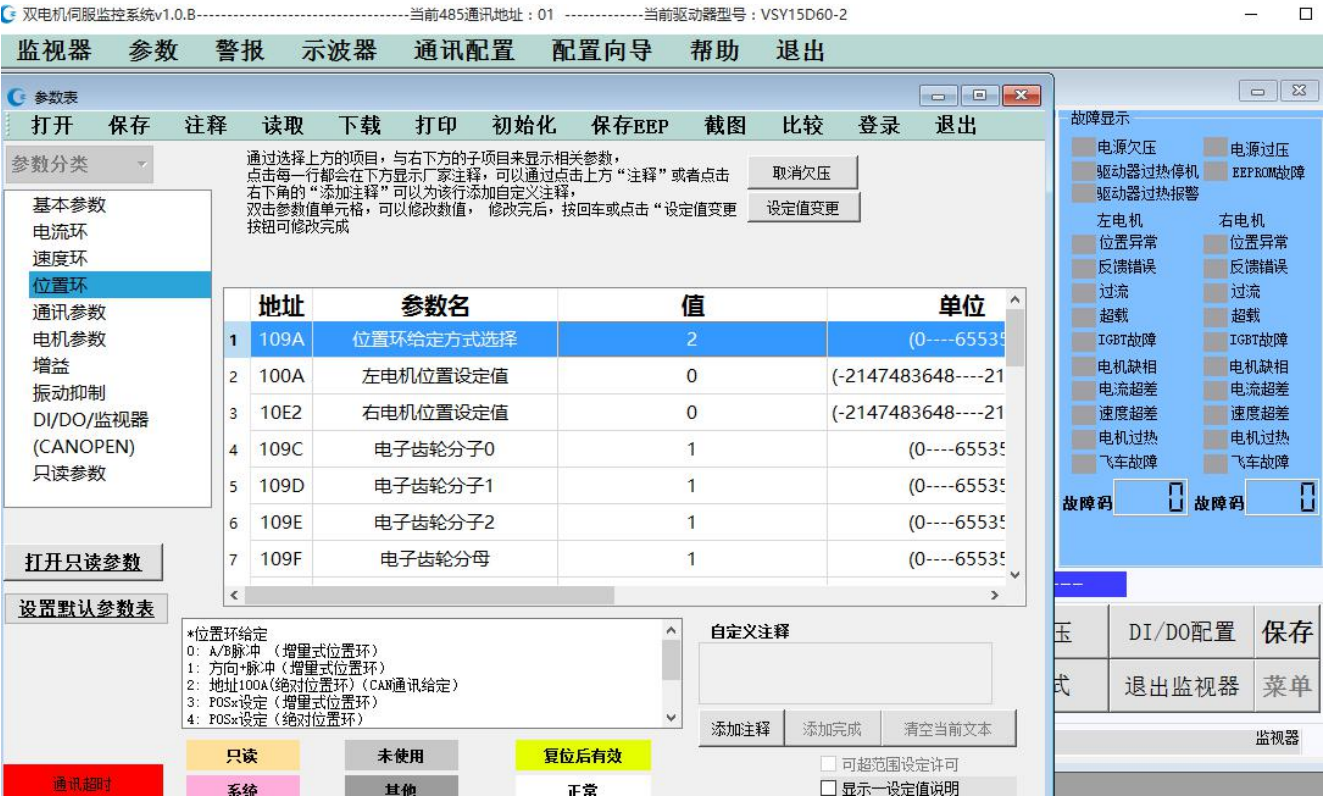 双电机伺服监控系统v1.0.B--------------------------------当前485通讯地址：01 -------------当前驱动器型号：VSY15D60-2
监视器 参数 警报 示波器 通讯配置 配置向导 帮助 退出
参数表
打开 保存 注释 读取 下载 打印 初始化 保存EEP 截图 比较 登录 退出
参数分类
基本参数
电流环
速度环
位置环
通讯参数
电机参数
增益
振动抑制
DI/DO/监视器
(CANOPEN)
只读参数
打开只读参数
设置默认参数表
通过选择上方的项目，与右下方的子项目来显示相关参数，
点击每一行都会在下方显示厂家注释，可以通过点击上方“注释”或者点击
右下角的“添加注释”可以为该行添加自定义注释，
双击参数值单元格，可以修改数值， 修改完后，按回车或点击“设定值变更
按钮可修改完成
取消欠压
设定值变更
地址 参数名 值 单位
1 109A 位置环给定方式选择 2 (0----65535
2 100A 左电机位置设定值 0 (-2147483648----21
3 10E2 右电机位置设定值 0 (-2147483648----21
4 109C 电子齿轮分子0 1 (0----65535
5 109D 电子齿轮分子1 1 (0----65535
6 109E 电子齿轮分子2 1 (0----65535
7 109F 电子齿轮分母 1 (0----65535
*位置环给定
0: A/B脉冲 （增量式位置环）
1: 方向+脉冲（增量式位置环）
2: 地址100A(绝对位置环)（CAN通讯给定）
3: POSx设定（增量式位置环）
4: POSx设定（绝对位置环）
自定义注释
添加注释 添加完成 清空当前文本
只读 未使用 复位后有效
可超范围设定许可
通讯超时 系统 其他 正常
显示一设定值说明
故障显示
电源欠压 电源过压
驱动器过热停机 EEPROM故障
驱动器过热报警
左电机 右电机
位置异常 位置异常
反馈错误 反馈错误
过流 过流
超载 超载
IGBT故障 IGBT故障
电机缺相 电机缺相
电流超差 电流超差
速度超差 速度超差
电机过热 电机过热
飞车故障 飞车故障
故障码 0 故障码 0
---
压 DI/DO配置 保存
式 退出监视器 菜单
监视器